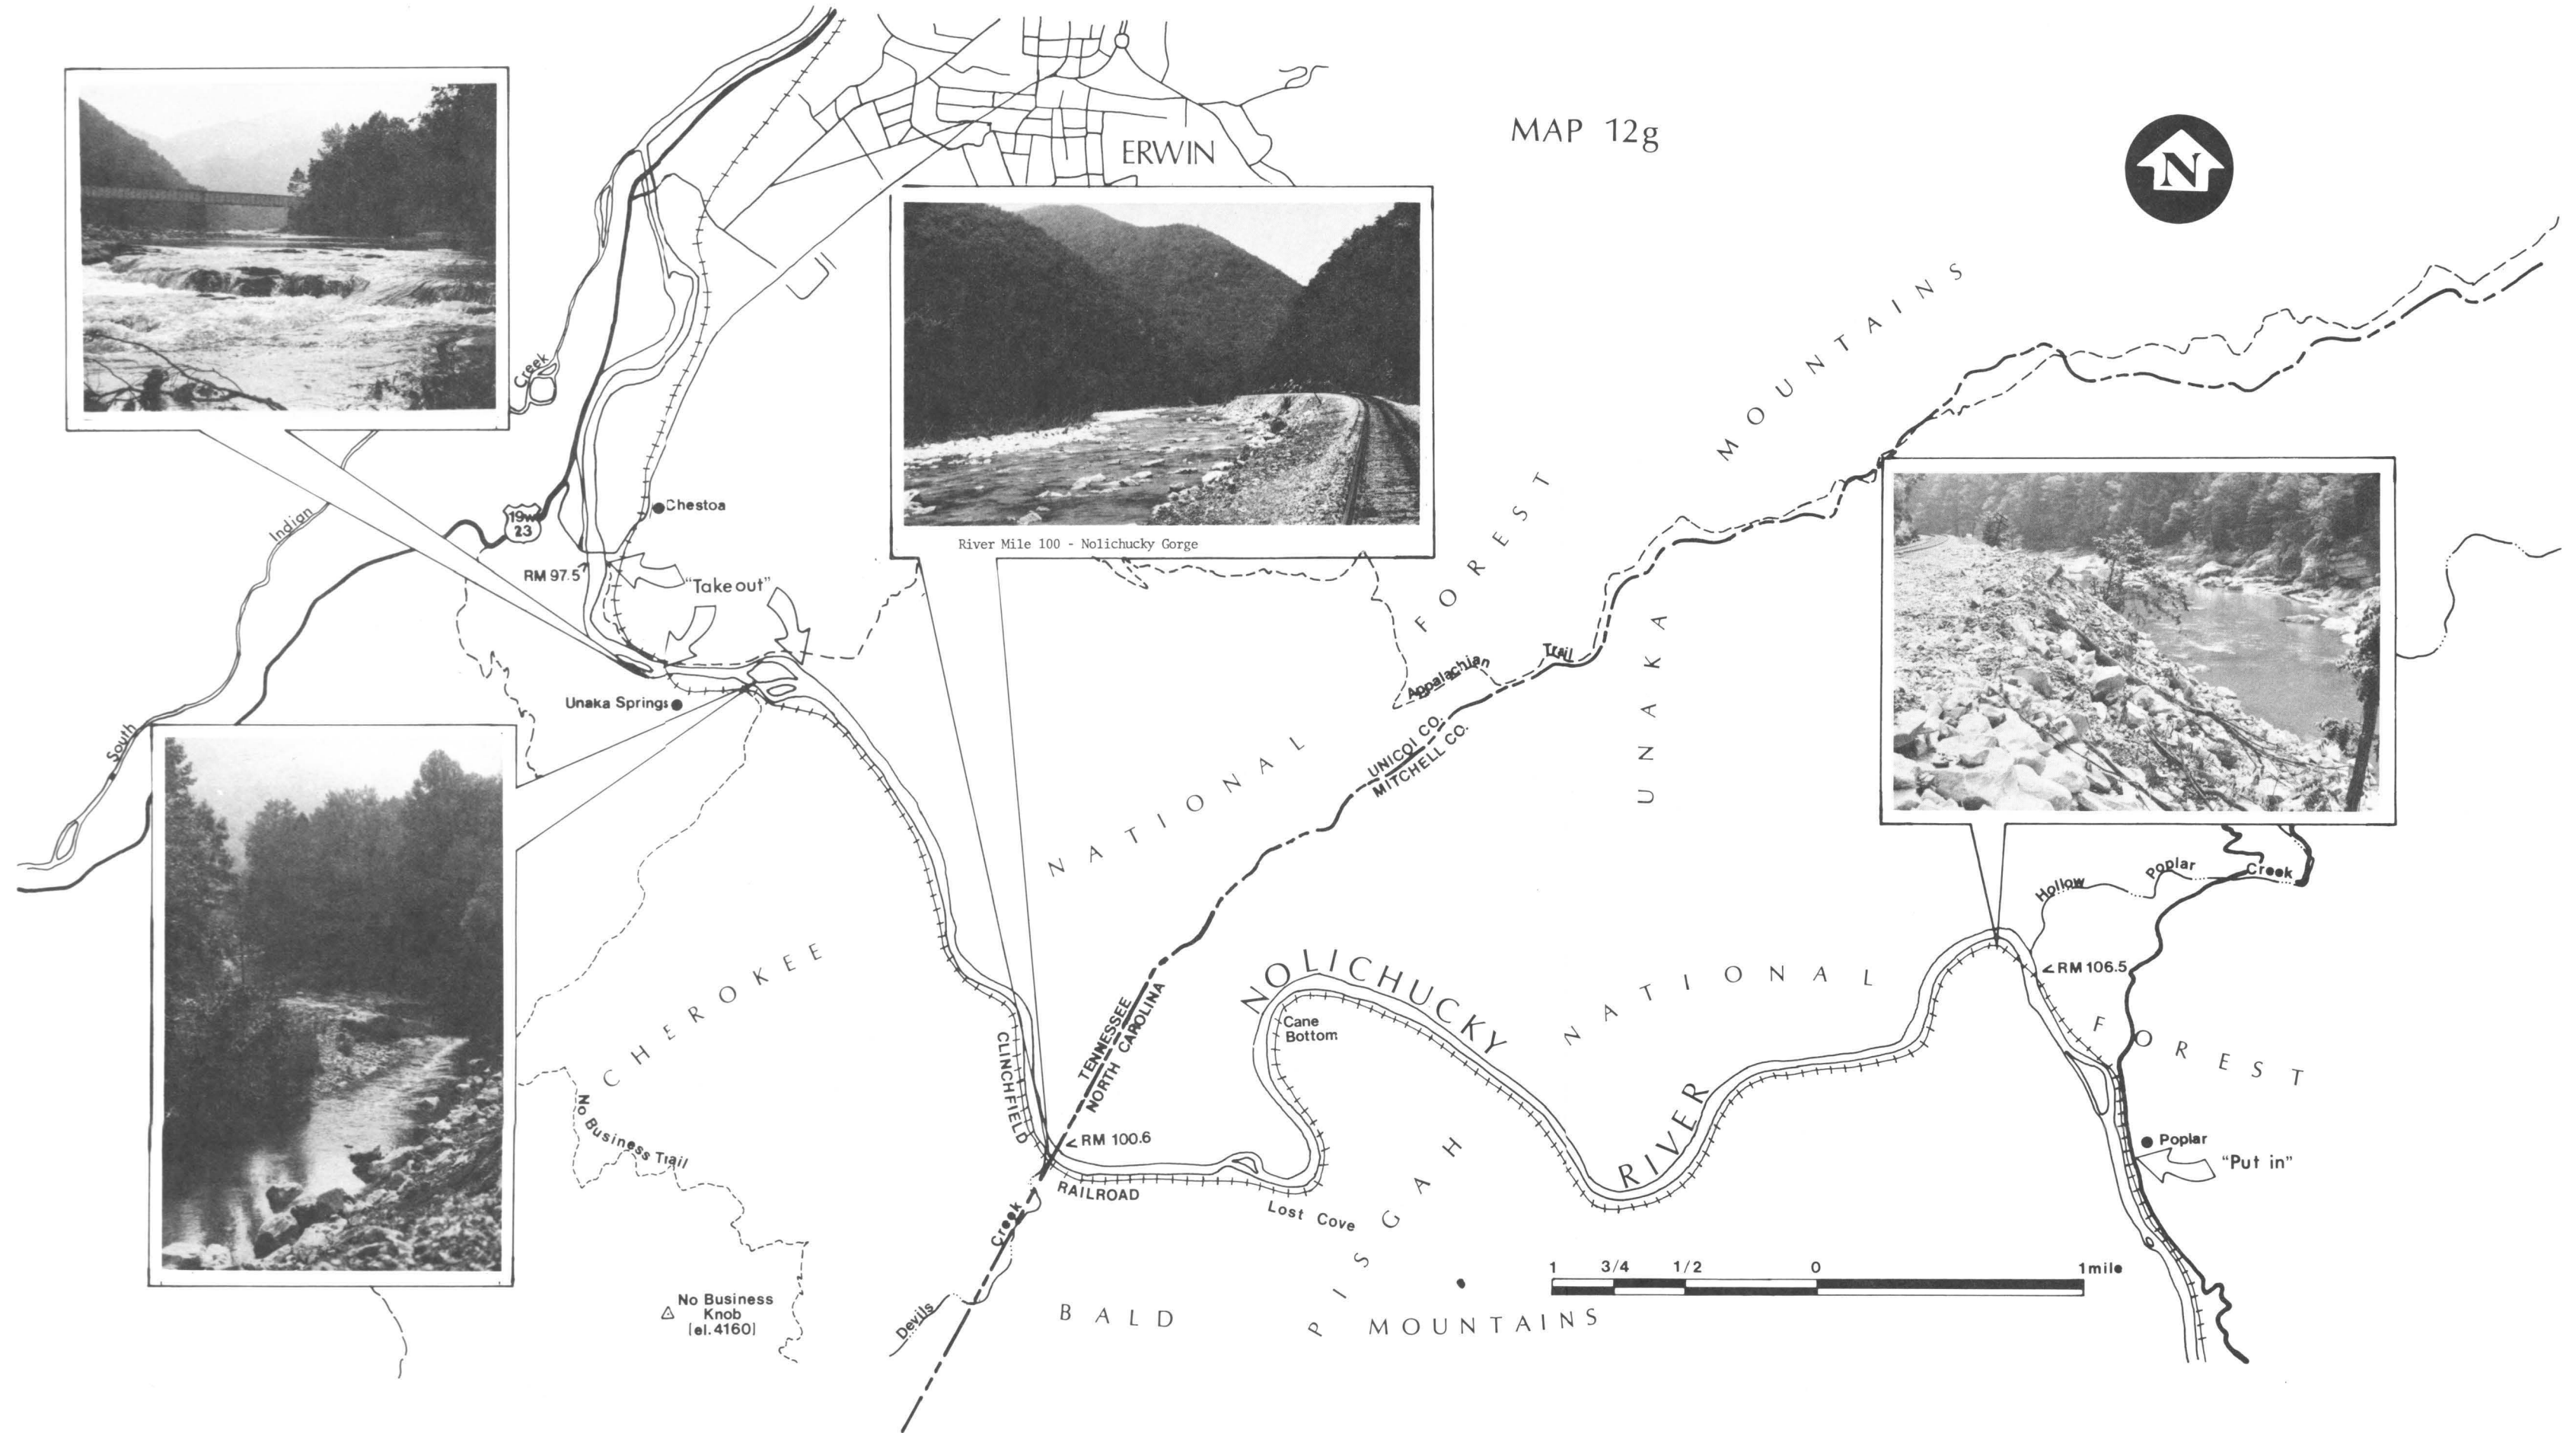 MAP 12g
N
ERWIN
MOUNTAINS
Creek
Indian
South
19w
23
Chestoa
RM 97.5
"Take out"
River Mile 100 - Nolichucky Gorge
FOREST
UNAKA
Appalachian Trail
Unaka Springs
UNICOI CO.
MITCHELL CO.
NATIONAL
CHEROKEE
Hollow Poplar Creek
<RM 106.5
NOLICHUCKY
RIVER
NATIONAL
FOREST
Cane
Bottom
TENNESSEE
NORTH CAROLINA
CLINCHFIELD
RAILROAD
<RM 100.6
Lost Cove
PISGAH
Poplar
"Put in"
No Business Trail
No Business
Knob
[el. 4160]
Devils
Creek
BALD
MOUNTAINS
1 3/4 1/2 0 1 mile